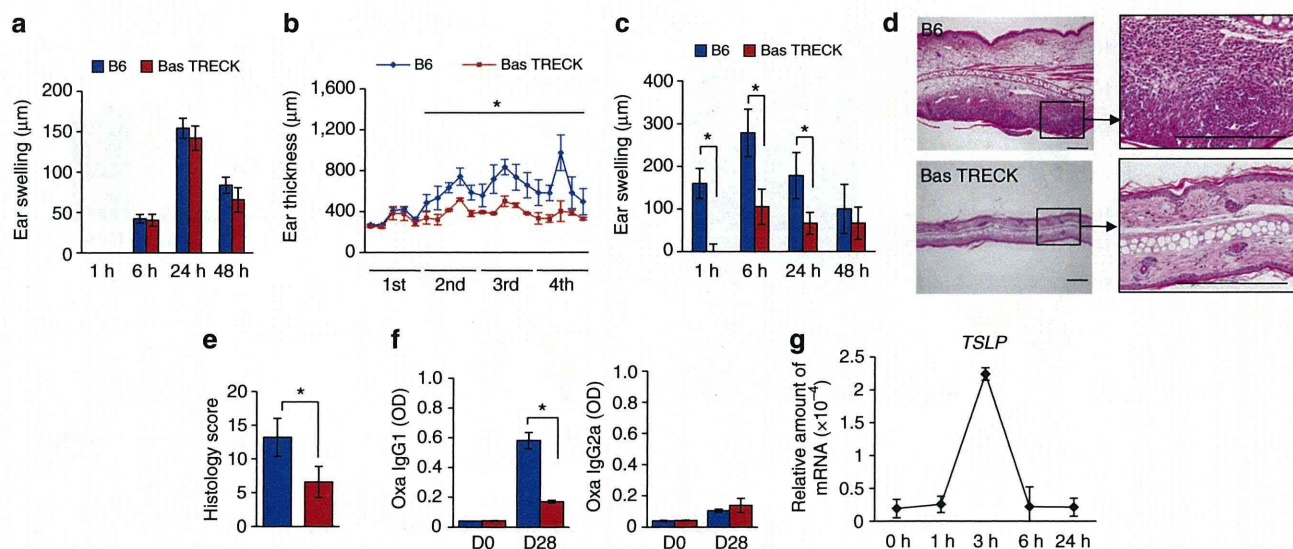 a
B6 Bas TRECK
Ear swelling (μm)
200
150
100
50
0
1 h 6 h 24 h 48 h
b
B6 Bas TRECK
Ear thickness (μm)
1,600
1,200
800
400
0
*
1st 2nd 3rd 4th
c
B6 Bas TRECK
Ear swelling (μm)
400
300
200
100
0
* * *
1 h 6 h 24 h 48 h
d
B6
Bas TRECK
e
Histology score
20
15
10
5
0
*
f
Oxa IgG1 (OD)
1.0
0.8
0.6
0.4
0.2
0
*
D0 D28
Oxa IgG2a (OD)
1.0
0.8
0.6
0.4
0.2
0
D0 D28
g
TSLP
Relative amount of
mRNA (×10⁻⁴)
2.5
2
1.5
1
0.5
0
0 h 1 h 3 h 6 h 24 h